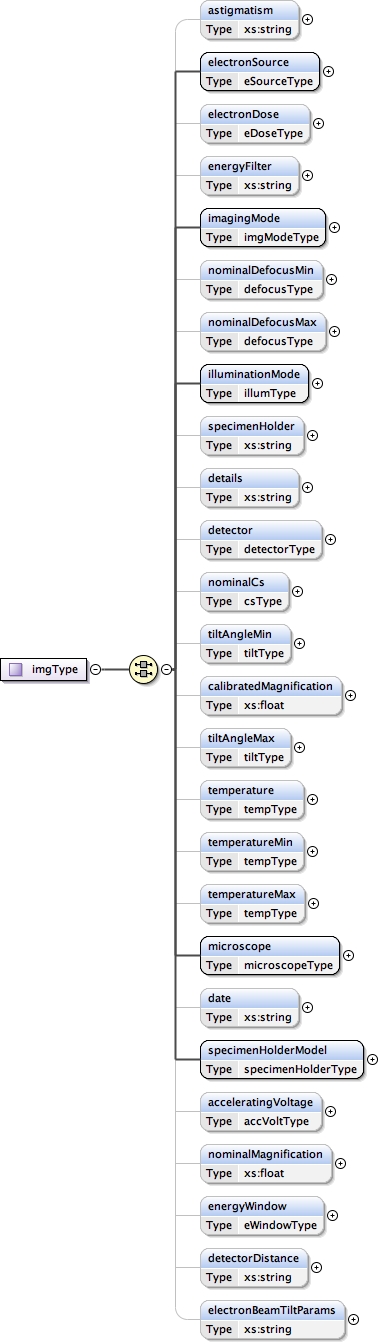 astigmatism
Type xs:string
electronSource
Type eSourceType
electronDose
Type eDoseType
energyFilter
Type xs:string
imagingMode
Type imgModeType
nominalDefocusMin
Type defocusType
nominalDefocusMax
Type defocusType
illuminationMode
Type illumType
specimenHolder
Type xs:string
details
Type xs:string
detector
Type detectorType
nominalCs
Type csType
tiltAngleMin
Type tiltType
imgType
calibratedMagnification
Type xs:float
tiltAngleMax
Type tiltType
temperature
Type tempType
temperatureMin
Type tempType
temperatureMax
Type tempType
microscope
Type microscopeType
date
Type xs:string
specimenHolderModel
Type specimenHolderType
acceleratingVoltage
Type accVoltType
nominalMagnification
Type xs:float
energyWindow
Type eWindowType
detectorDistance
Type xs:string
electronBeamTiltParams
Type xs:string